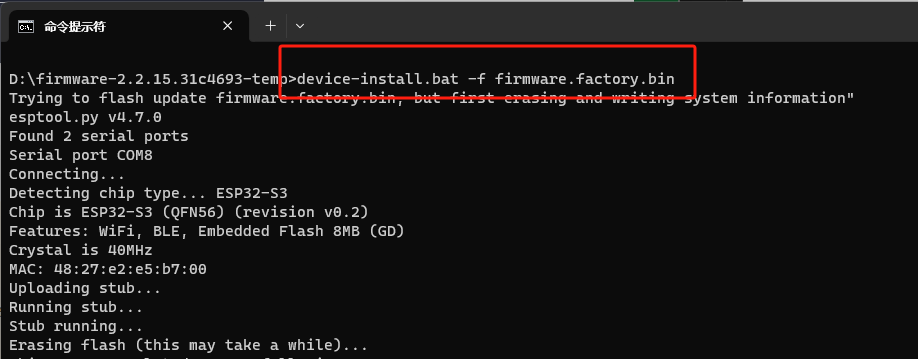 命令提示符
D:\firmware-2.2.15.31c4693-temp>device-install.bat -f firmware.factory.bin
Trying to flash update firmware.factory.bin, but first erasing and writing system information"
esptool.py v4.7.0
Found 2 serial ports
Serial port COM8
Connecting...
Detecting chip type... ESP32-S3
Chip is ESP32-S3 (QFN56) (revision v0.2)
Features: WiFi, BLE, Embedded Flash 8MB (GD)
Crystal is 40MHz
MAC: 48:27:e2:e5:b7:00
Uploading stub...
Running stub...
Stub running...
Erasing flash (this may take a while)...